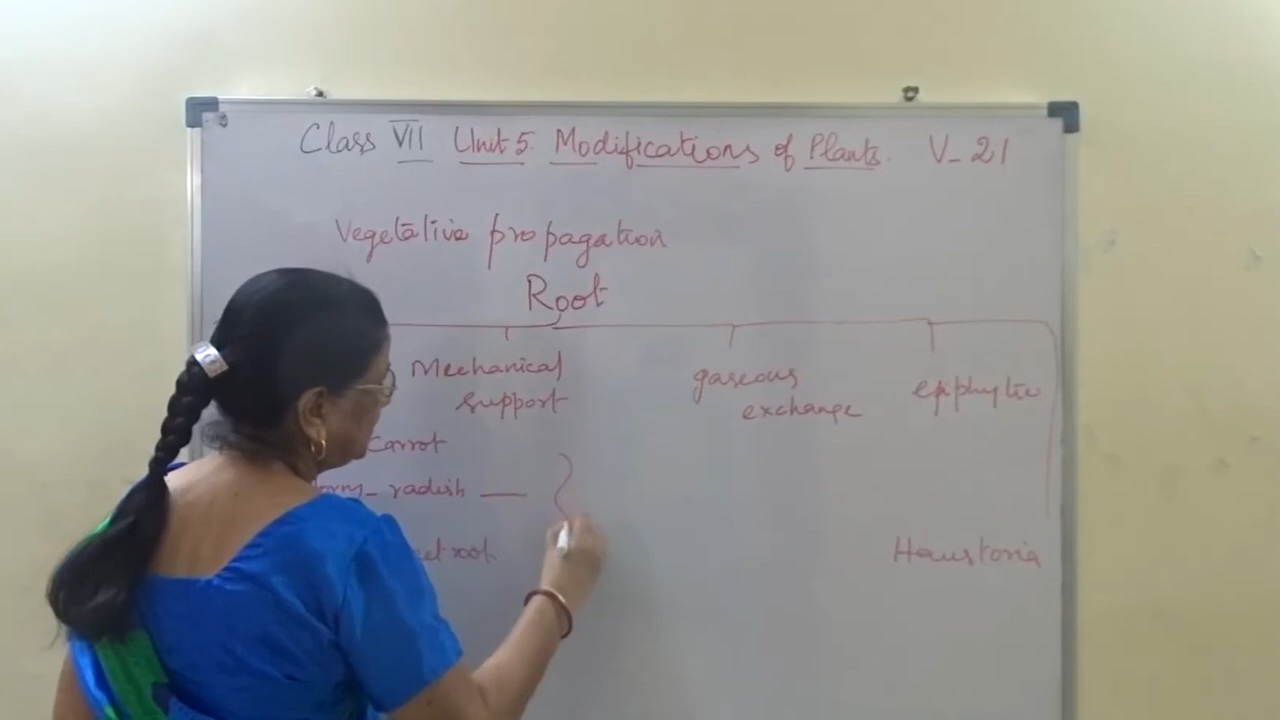 Class VII Unit 5. Modifications of Plants. V-21
Vegetative propagation
Root
Mechanical support
gaseous exchange
epiphytic
Carrot
radish —
Haustoria